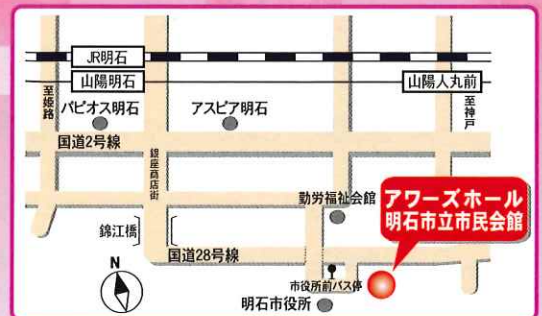 JR明石
山陽明石
山陽人丸前
至姫路
至神戸
パピオス明石
アスピア明石
国道2号線
銀座商店街
勤労福祉会館
アワーズホール
明石市立市民会館
錦江橋
国道28号線
N
市役所前バス停
明石市役所